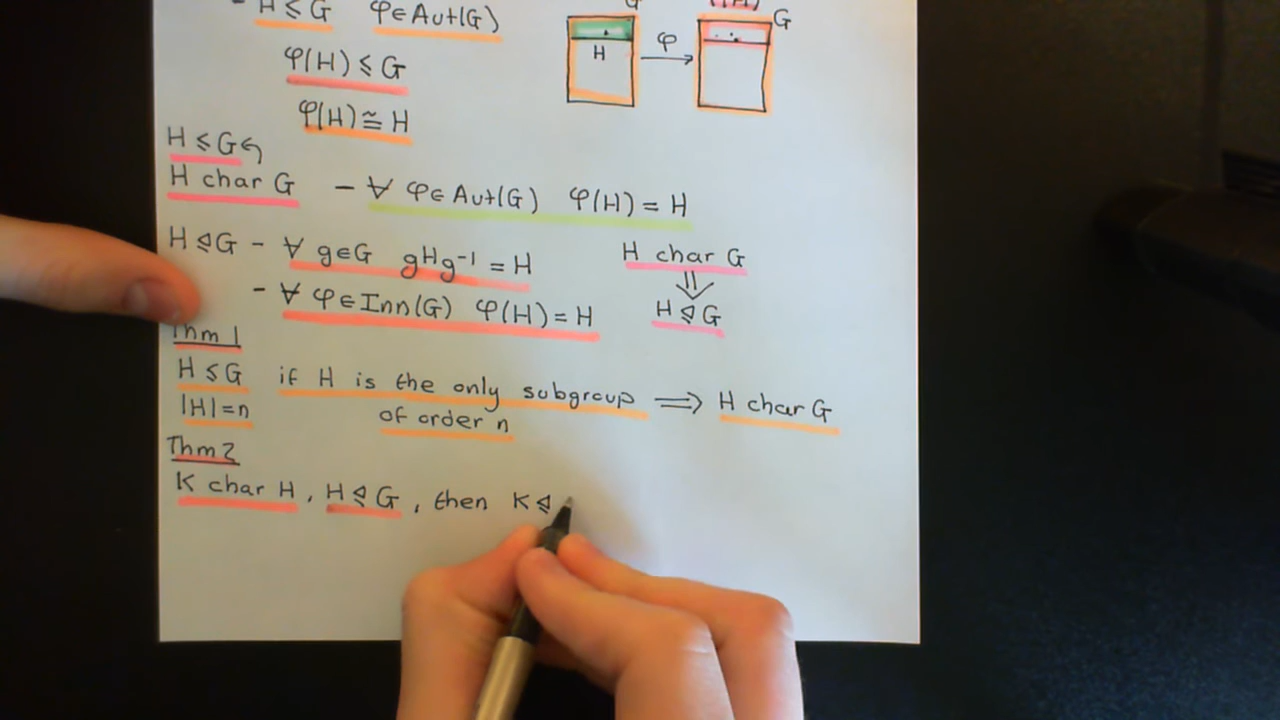 - H ≤ G φ∈Aut(G)
φ(H) ≤ G
φ(H) ≅ H
G
H
φ
φ(H)
G
H ≤ G
H char G - ∀ φ∈Aut(G) φ(H) = H
H ⊴ G - ∀ g∈G gHg⁻¹ = H
- ∀ φ∈Inn(G) φ(H) = H
H char G
⇓
H ⊴ G
Thm 1
H ≤ G if H is the only subgroup ⟹ H char G
|H|=n of order n
Thm 2
K char H, H ⊴ G, then K ⊴